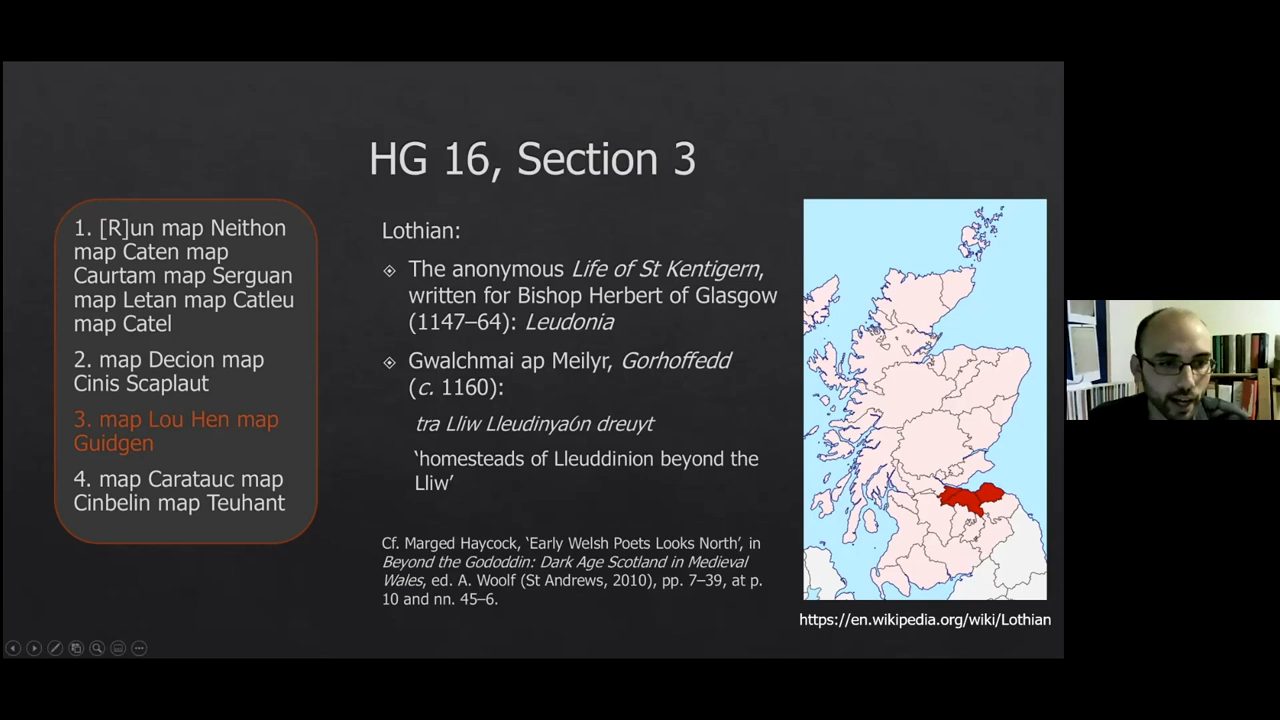 HG 16, Section 3
1. [R]un map Neithon
map Caten map
Caurtam map Serguan
map Letan map Catleu
map Catel
2. map Decion map
Cinis Scaplaut
3. map Lou Hen map
Guidgen
4. map Caratauc map
Cinbelin map Teuhant
Lothian:
The anonymous Life of St Kentigern,
written for Bishop Herbert of Glasgow
(1147–64): Leudonia
Gwalchmai ap Meilyr, Gorhoffedd
(c. 1160):
tra Lliw Lleudinyaỽn dreuyt
‘homesteads of Lleuddinion beyond the
Lliw’
Cf. Marged Haycock, ‘Early Welsh Poets Looks North’, in
Beyond the Gododdin: Dark Age Scotland in Medieval
Wales, ed. A. Woolf (St Andrews, 2010), pp. 7–39, at p.
10 and nn. 45–6.
https://en.wikipedia.org/wiki/Lothian